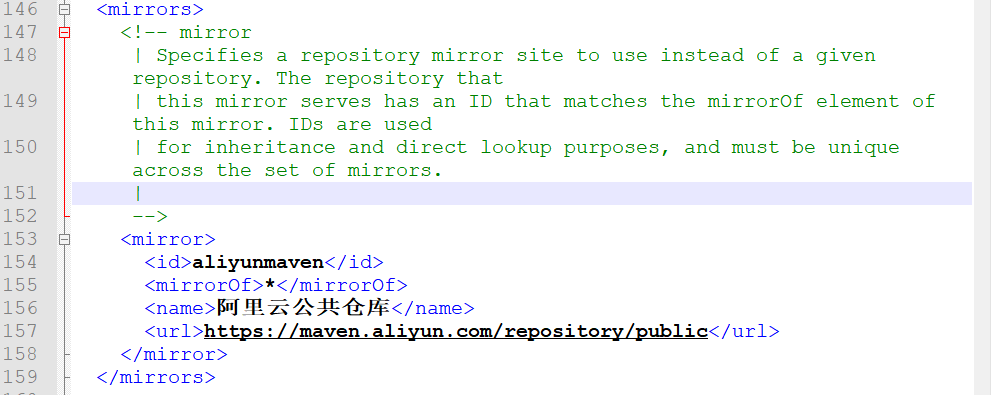 146 <mirrors>
147 <!-- mirror
148 | Specifies a repository mirror site to use instead of a given
repository. The repository that
149 | this mirror serves has an ID that matches the mirrorOf element of
this mirror. IDs are used
150 | for inheritance and direct lookup purposes, and must be unique
across the set of mirrors.
151 |
152 -->
153 <mirror>
154 <id>aliyunmaven</id>
155 <mirrorOf>*</mirrorOf>
156 <name>阿里云公共仓库</name>
157 <url>https://maven.aliyun.com/repository/public</url>
158 </mirror>
159 </mirrors>